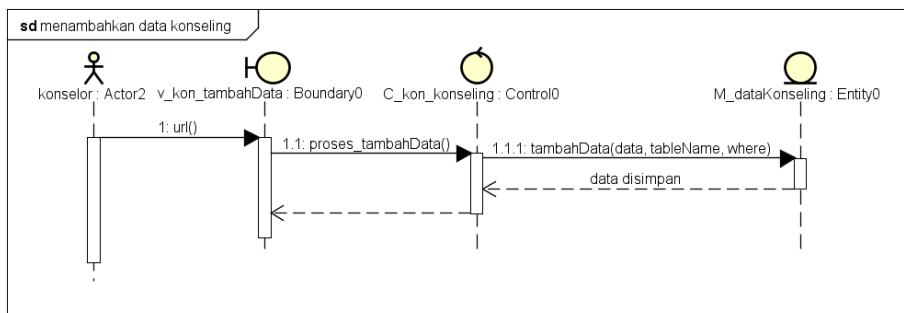 sd menambahkan data konseling
konselor : Actor2
v_kon_tambahData : Boundary0
C_kon_konseling : Control0
M_dataKonseling : Entity0
1: url()
1.1: proses_tambahData()
1.1.1: tambahData(data, tableName, where)
data disimpan